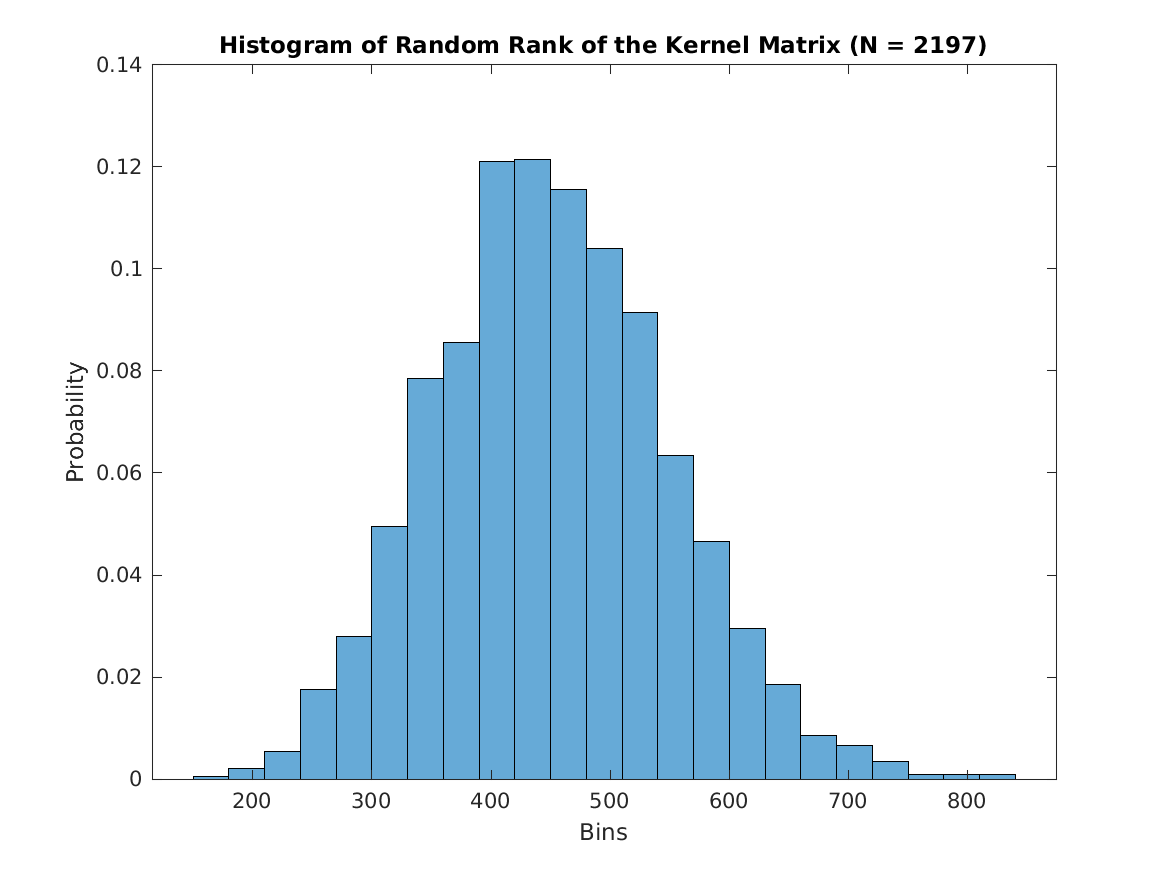 Histogram of Random Rank of the Kernel Matrix (N = 2197)
0.14
0.12
0.1
0.08
0.06
0.04
0.02
0
Probability
200 300 400 500 600 700 800
Bins